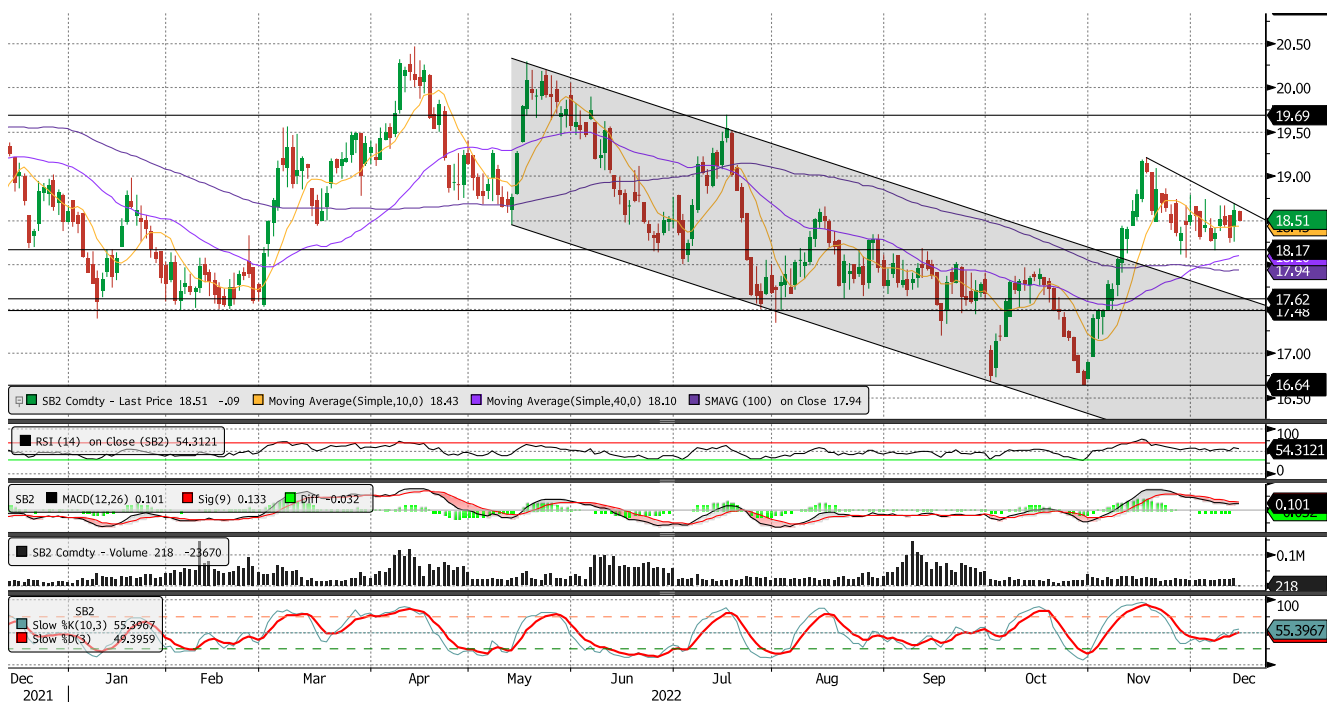 20.50
20.00
19.69
19.50
19.00
18.51
18.17
17.94
17.62
17.48
17.00
16.64
16.50
SB2 Comdty - Last Price 18.51 -.09 Moving Average(Simple,10,0) 18.43 Moving Average(Simple,40,0) 18.10 SMAVG (100) on Close 17.94
RSI (14) on Close (SB2) 54.3121
100
54.3121
0
SB2 MACD(12,26) 0.101 Sig(9) 0.133 Diff -0.032
0.101
SB2 Comdty - Volume 218 -23670
0.1M
218
SB2
Slow %K(10,3) 55.3967
Slow %D(3) 49.3959
100
55.3967
Dec Jan Feb Mar Apr May Jun Jul Aug Sep Oct Nov Dec
2021 2022